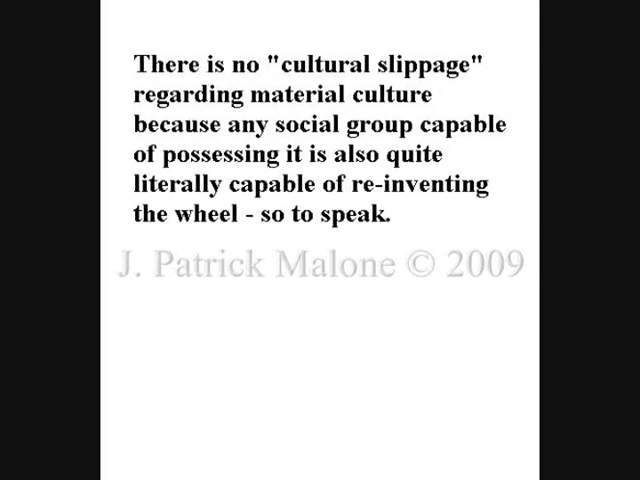 There is no "cultural slippage"
regarding material culture
because any social group capable
of possessing it is also quite
literally capable of re-inventing
the wheel - so to speak.
J. Patrick Malone © 2009